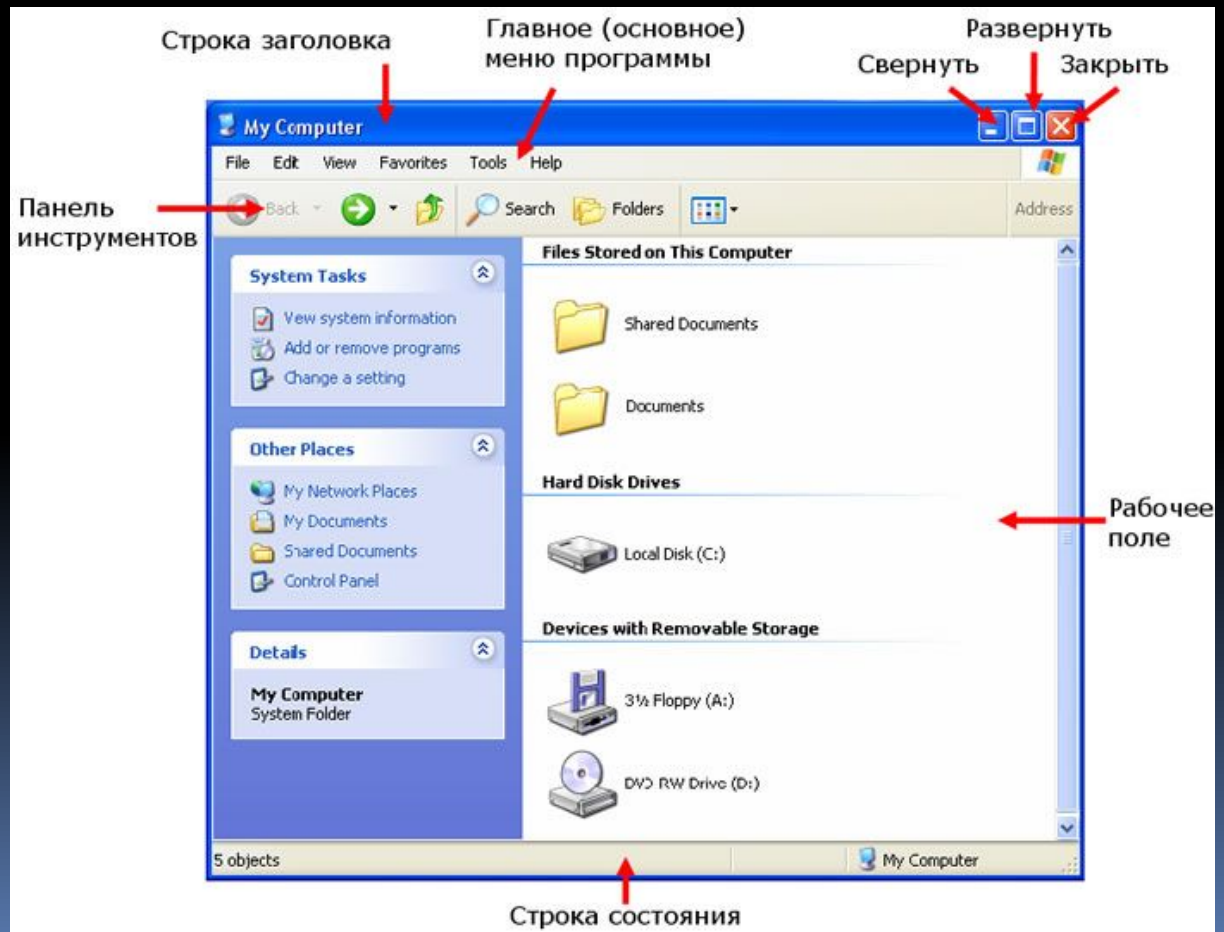 Строка заголовка
Главное (основное)
меню программы
Развернуть
Свернуть
Закрыть
My Computer
File Edit View Favorites Tools Help
Панель
инструментов
Back
Search
Folders
Address
System Tasks
View system information
Add or remove programs
Change a setting
Other Places
My Network Places
My Documents
Shared Documents
Control Panel
Details
My Computer
System Folder
Files Stored on This Computer
Shared Documents
Documents
Hard Disk Drives
Local Disk (C:)
Devices with Removable Storage
3½ Floppy (A:)
DVD RW Drive (D:)
Рабочее
поле
5 objects
My Computer
Строка состояния